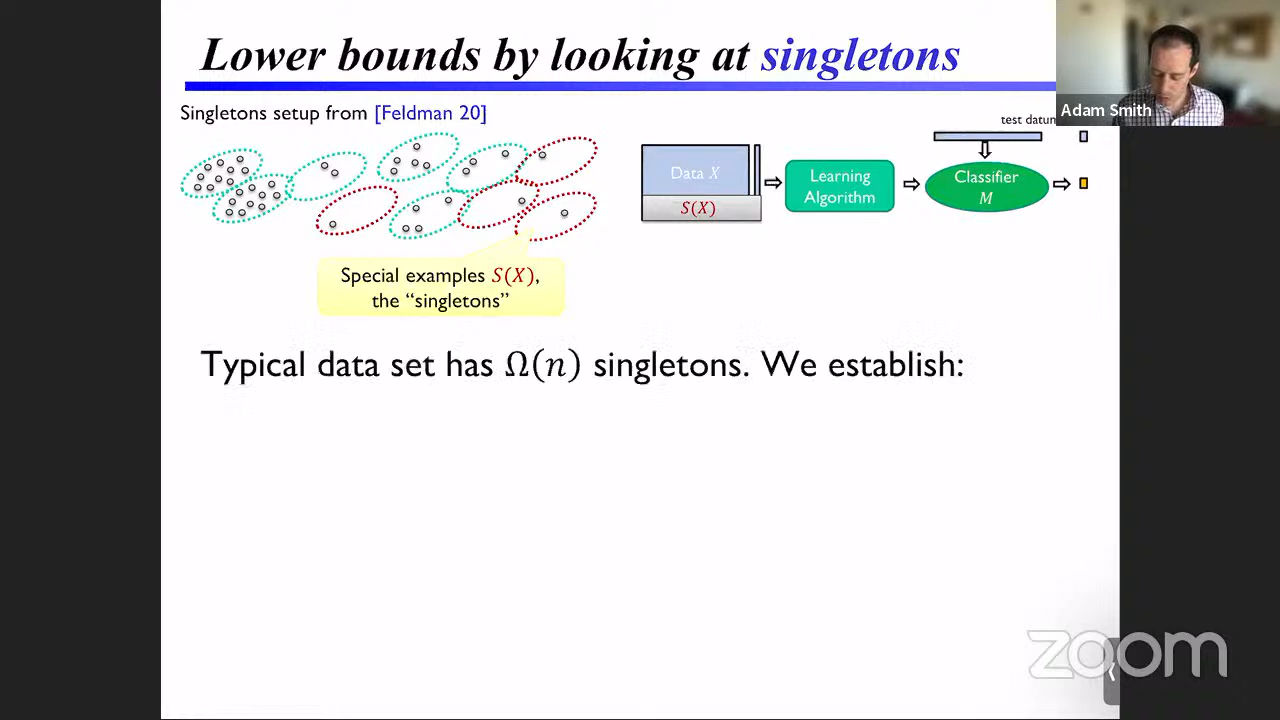 Lower bounds by looking at singletons
Singletons setup from [Feldman 20]
Adam Smith
test datum
Data X
S(X)
Learning
Algorithm
Classifier
M
Special examples S(X),
the “singletons”
Typical data set has Ω(n) singletons. We establish:
zoom